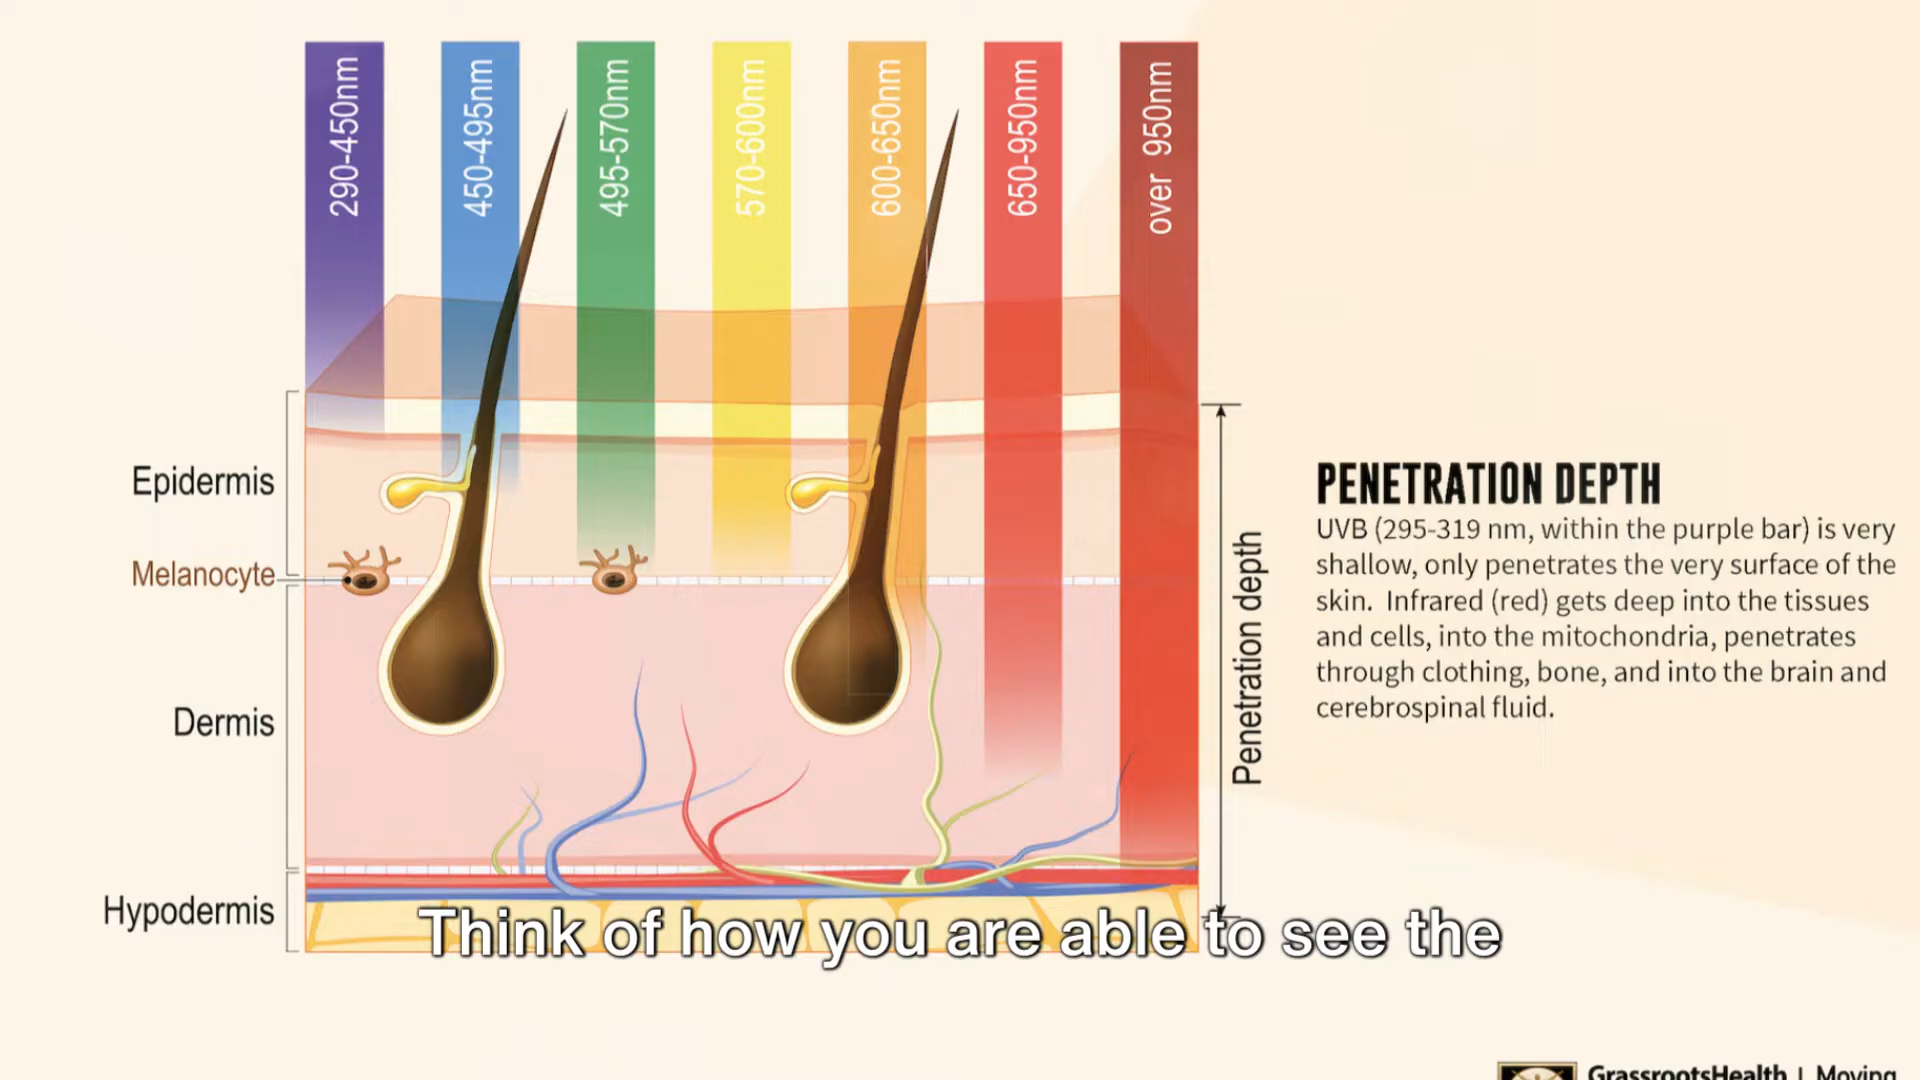 290-450nm
450-495nm
495-570nm
570-600nm
600-650nm
650-950nm
over 950nm
Epidermis
Melanocyte
Dermis
Hypodermis
Penetration depth
PENETRATION DEPTH
UVB (295-319 nm, within the purple bar) is very
shallow, only penetrates the very surface of the
skin. Infrared (red) gets deep into the tissues
and cells, into the mitochondria, penetrates
through clothing, bone, and into the brain and
cerebrospinal fluid.
Think of how you are able to see the
GrassrootsHealth | Moving